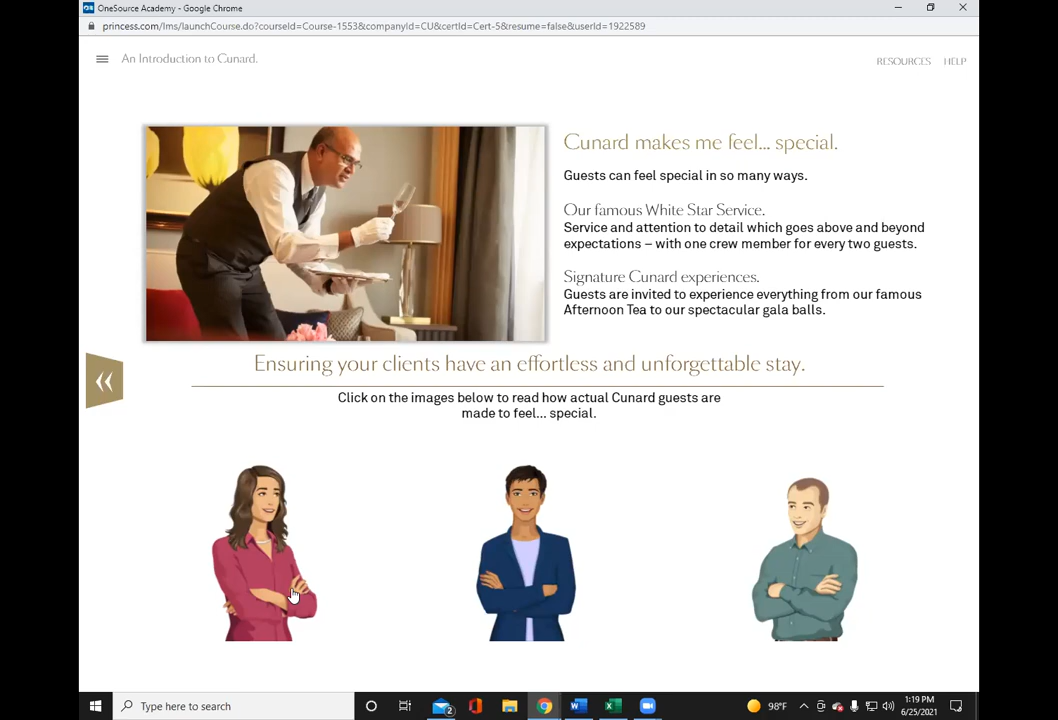 OneSource Academy - Google Chrome
princess.com/lms/launchCourse.do?courseId=Course-1553&companyId=CU&certId=Cert-5&resume=false&userId=1922589
An Introduction to Cunard.
RESOURCES HELP
Cunard makes me feel... special.
Guests can feel special in so many ways.
Our famous White Star Service.
Service and attention to detail which goes above and beyond
expectations – with one crew member for every two guests.
Signature Cunard experiences.
Guests are invited to experience everything from our famous
Afternoon Tea to our spectacular gala balls.
Ensuring your clients have an effortless and unforgettable stay.
Click on the images below to read how actual Cunard guests are
made to feel... special.
Type here to search
2
98°F
1:19 PM
6/25/2021